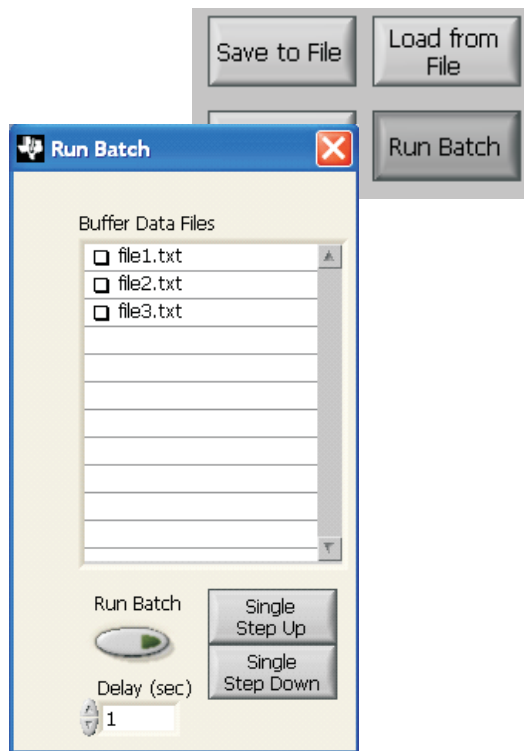 Save to File
Load from
File
Run Batch
Run Batch
Buffer Data Files
file1.txt
file2.txt
file3.txt
Run Batch
Single
Step Up
Single
Step Down
Delay (sec)
1